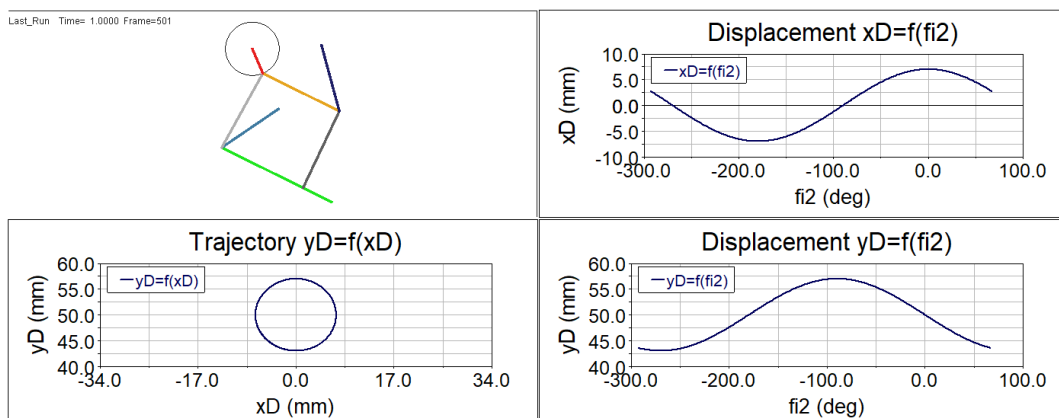 Last_Run Time= 1.0000 Frame=501
Displacement xD=f(fi2)
xD=f(fi2)
10.0
5.0
0.0
-5.0
-10.0
xD (mm)
-300.0 -200.0 -100.0 0.0 100.0
fi2 (deg)
Trajectory yD=f(xD)
yD=f(xD)
60.0
55.0
50.0
45.0
40.0
yD (mm)
-34.0 -17.0 0.0 17.0 34.0
xD (mm)
Displacement yD=f(fi2)
yD=f(fi2)
60.0
55.0
50.0
45.0
40.0
yD (mm)
-300.0 -200.0 -100.0 0.0 100.0
fi2 (deg)